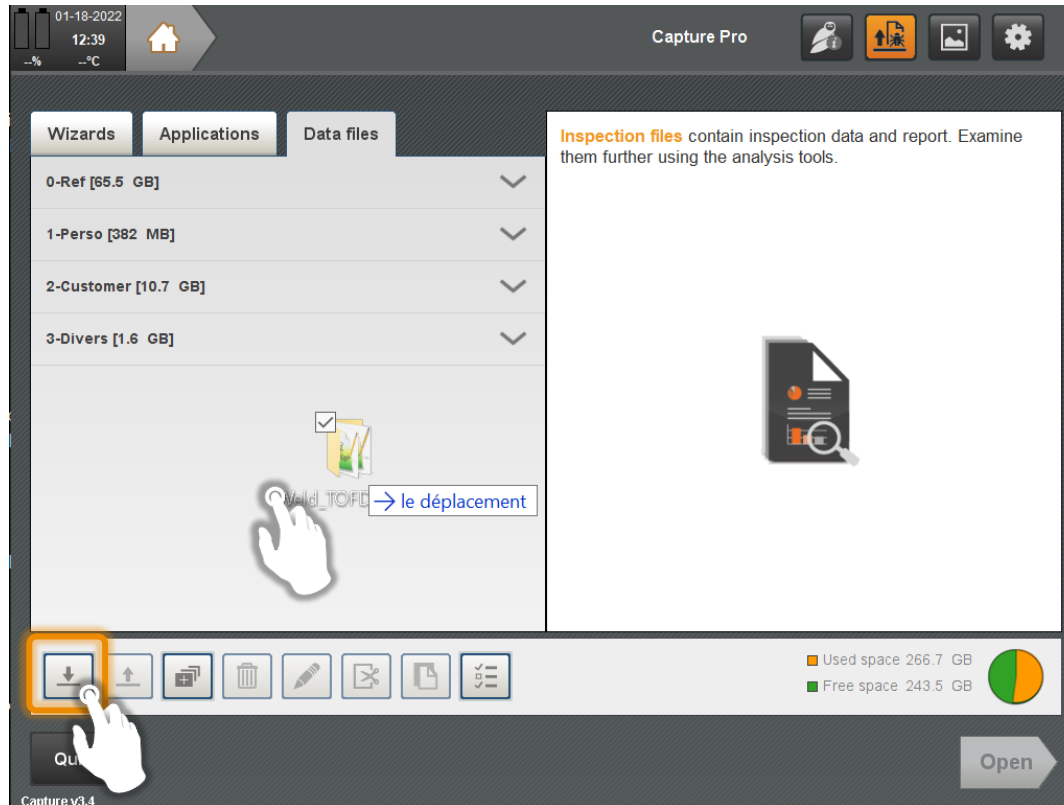 01-18-2022
12:39
--% --°C
Capture Pro
Wizards
Applications
Data files
0-Ref [65.5 GB]
1-Perso [382 MB]
2-Customer [10.7 GB]
3-Divers [1.6 GB]
Weld_TOFD
→ le déplacement
Inspection files contain inspection data and report. Examine
them further using the analysis tools.
Used space 266.7 GB
Free space 243.5 GB
Qu
Open
Capture v3.4